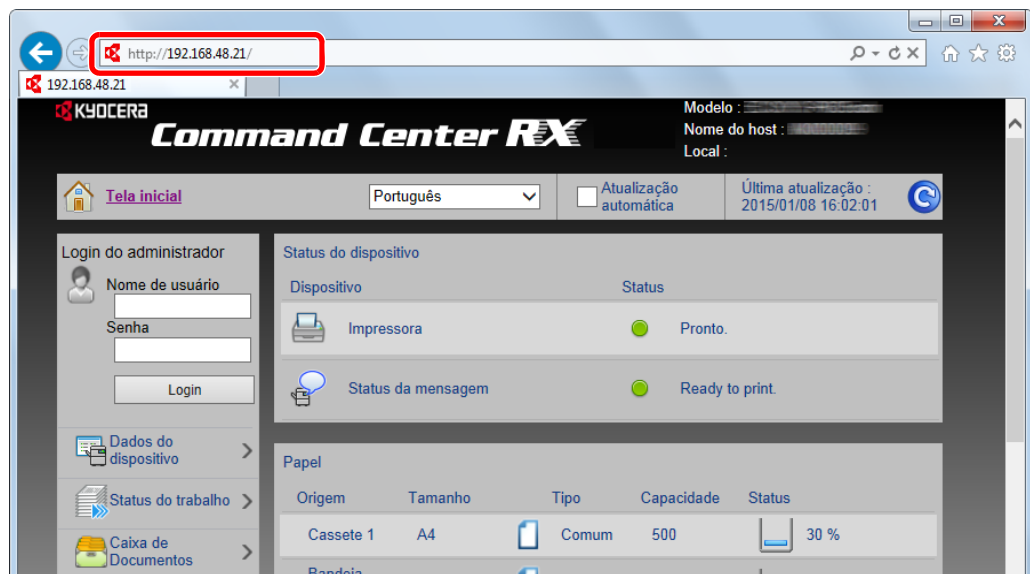 http://192.168.48.21/
192.168.48.21
KYOCERA
Command Center RX
Modelo :
Nome do host :
Local :
Tela inicial
Português
Atualização
automática
Última atualização :
2015/01/08 16:02:01
Login do administrador
Nome de usuário
Senha
Login
Dados do
dispositivo
Status do trabalho
Caixa de
Documentos
Status do dispositivo
Dispositivo Status
Impressora Pronto.
Status da mensagem Ready to print.
Papel
Origem Tamanho Tipo Capacidade Status
Cassete 1 A4 Comum 500 30 %
Bandeja